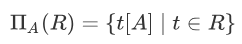 Π_A(R) = {t[A] | t ∈ R}